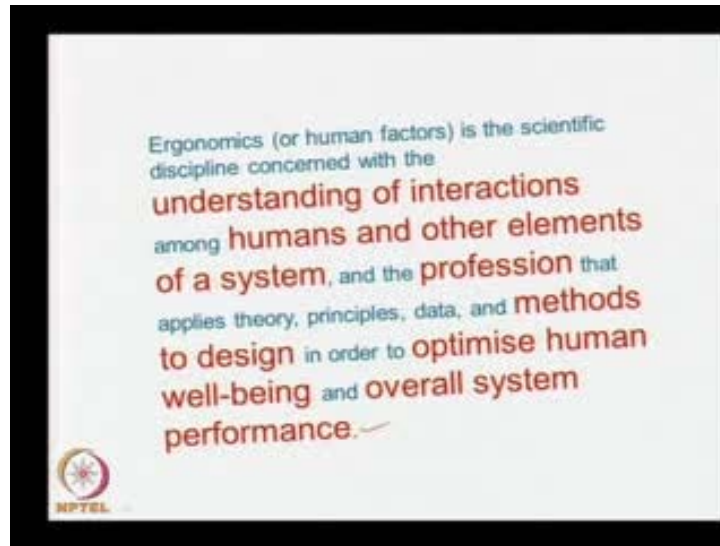 Ergonomics (or human factors) is the scientific
discipline concerned with the
understanding of interactions
among humans and other elements
of a system, and the profession that
applies theory, principles, data, and methods
to design in order to optimise human
well-being and overall system
performance.
NPTEL